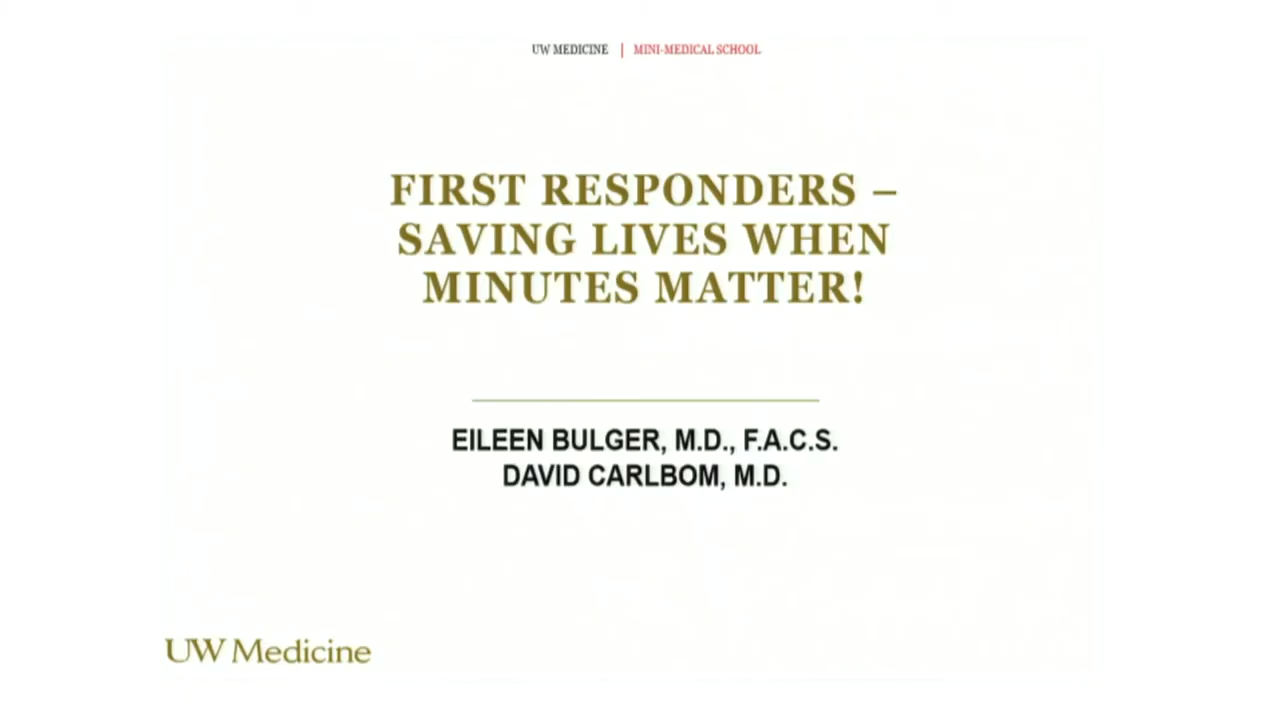 UW MEDICINE | MINI-MEDICAL SCHOOL
FIRST RESPONDERS –
SAVING LIVES WHEN
MINUTES MATTER!
EILEEN BULGER, M.D., F.A.C.S.
DAVID CARLBOM, M.D.
UW Medicine